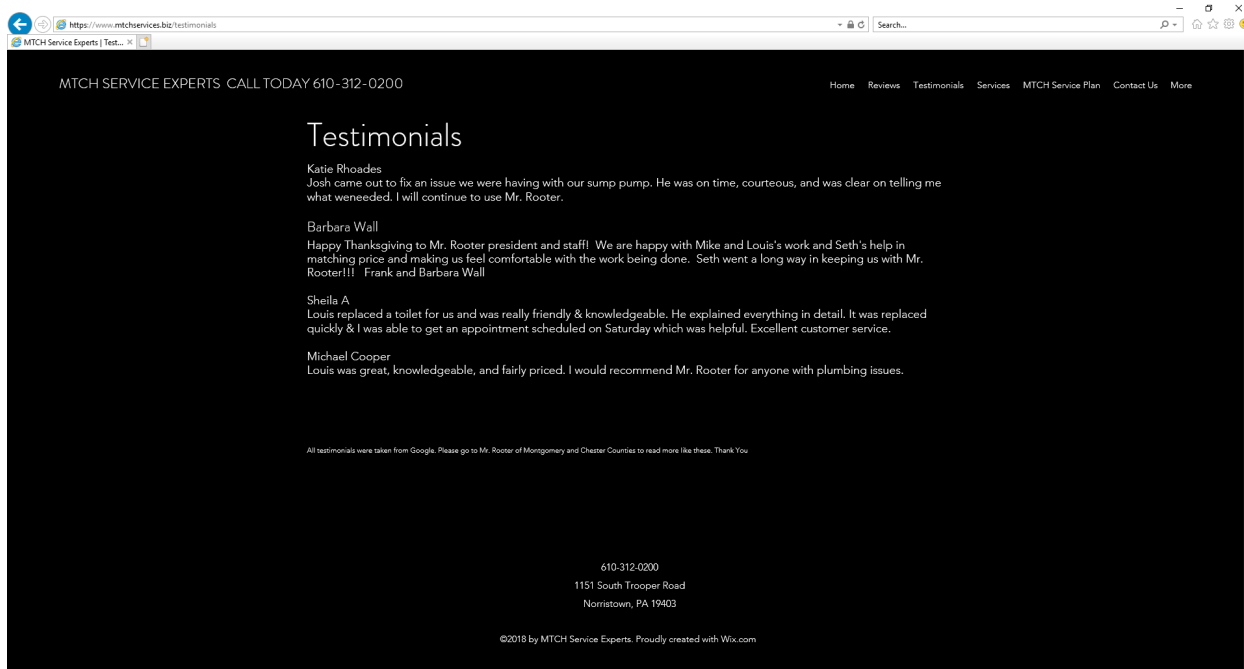 https://www.mtchservices.biz/testimonials
Search...
MTCH Service Experts | Test...
MTCH SERVICE EXPERTS CALL TODAY 610-312-0200
Home Reviews Testimonials Services MTCH Service Plan Contact Us More
Testimonials
Katie Rhoades
Josh came out to fix an issue we were having with our sump pump. He was on time, courteous, and was clear on telling me
what weneeded. I will continue to use Mr. Rooter.
Barbara Wall
Happy Thanksgiving to Mr. Rooter president and staff! We are happy with Mike and Louis's work and Seth's help in
matching price and making us feel comfortable with the work being done. Seth went a long way in keeping us with Mr.
Rooter!!! Frank and Barbara Wall
Sheila A
Louis replaced a toilet for us and was really friendly & knowledgeable. He explained everything in detail. It was replaced
quickly & I was able to get an appointment scheduled on Saturday which was helpful. Excellent customer service.
Michael Cooper
Louis was great, knowledgeable, and fairly priced. I would recommend Mr. Rooter for anyone with plumbing issues.
All testimonials were taken from Google. Please go to Mr. Rooter of Montgomery and Chester Counties to read more like these. Thank You
610-312-0200
1151 South Trooper Road
Norristown, PA 19403
©2018 by MTCH Service Experts. Proudly created with Wix.com